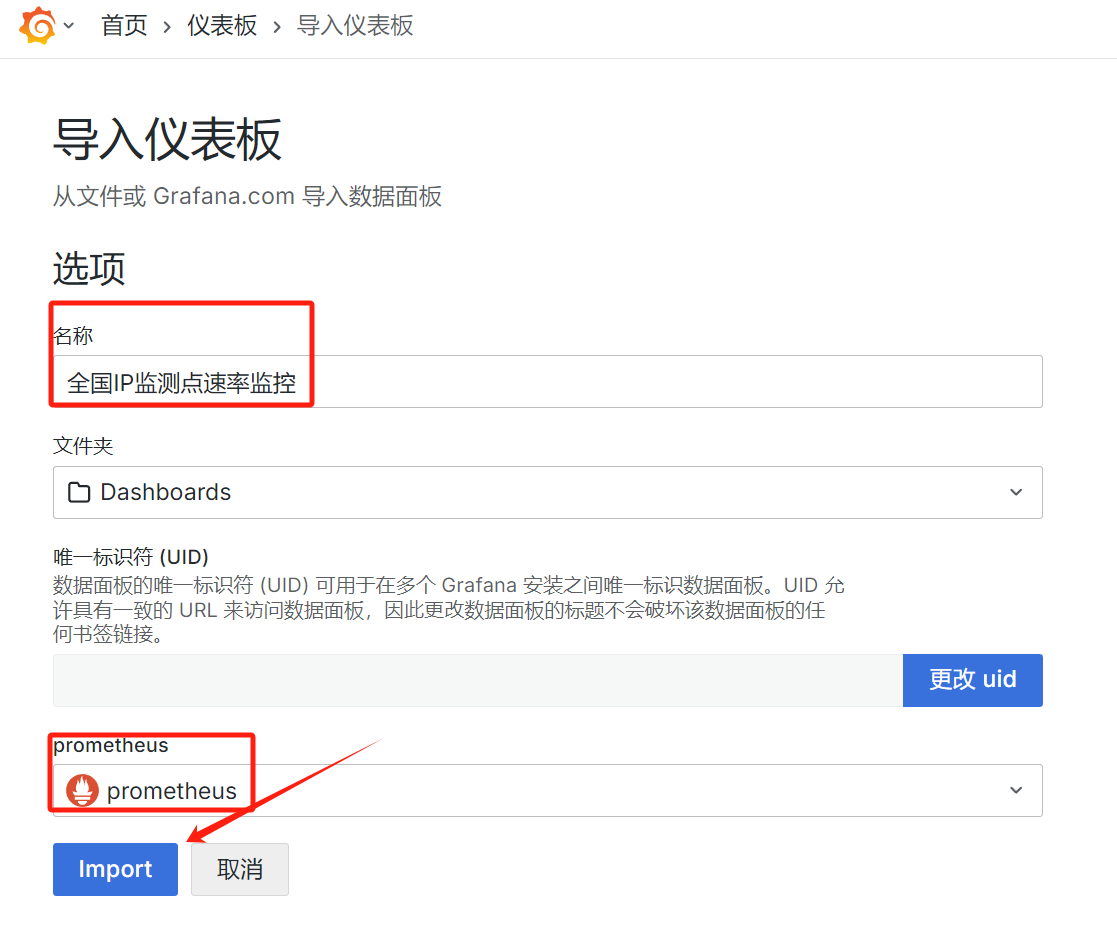 首页 › 仪表板 › 导入仪表板
导入仪表板
从文件或 Grafana.com 导入数据面板
选项
名称
全国IP监测点速率监控
文件夹
Dashboards
唯一标识符 (UID)
数据面板的唯一标识符 (UID) 可用于在多个 Grafana 安装之间唯一标识数据面板。UID 允
许具有一致的 URL 来访问数据面板，因此更改数据面板的标题不会破坏该数据面板的任
何书签链接。
更改 uid
prometheus
prometheus
Import 取消